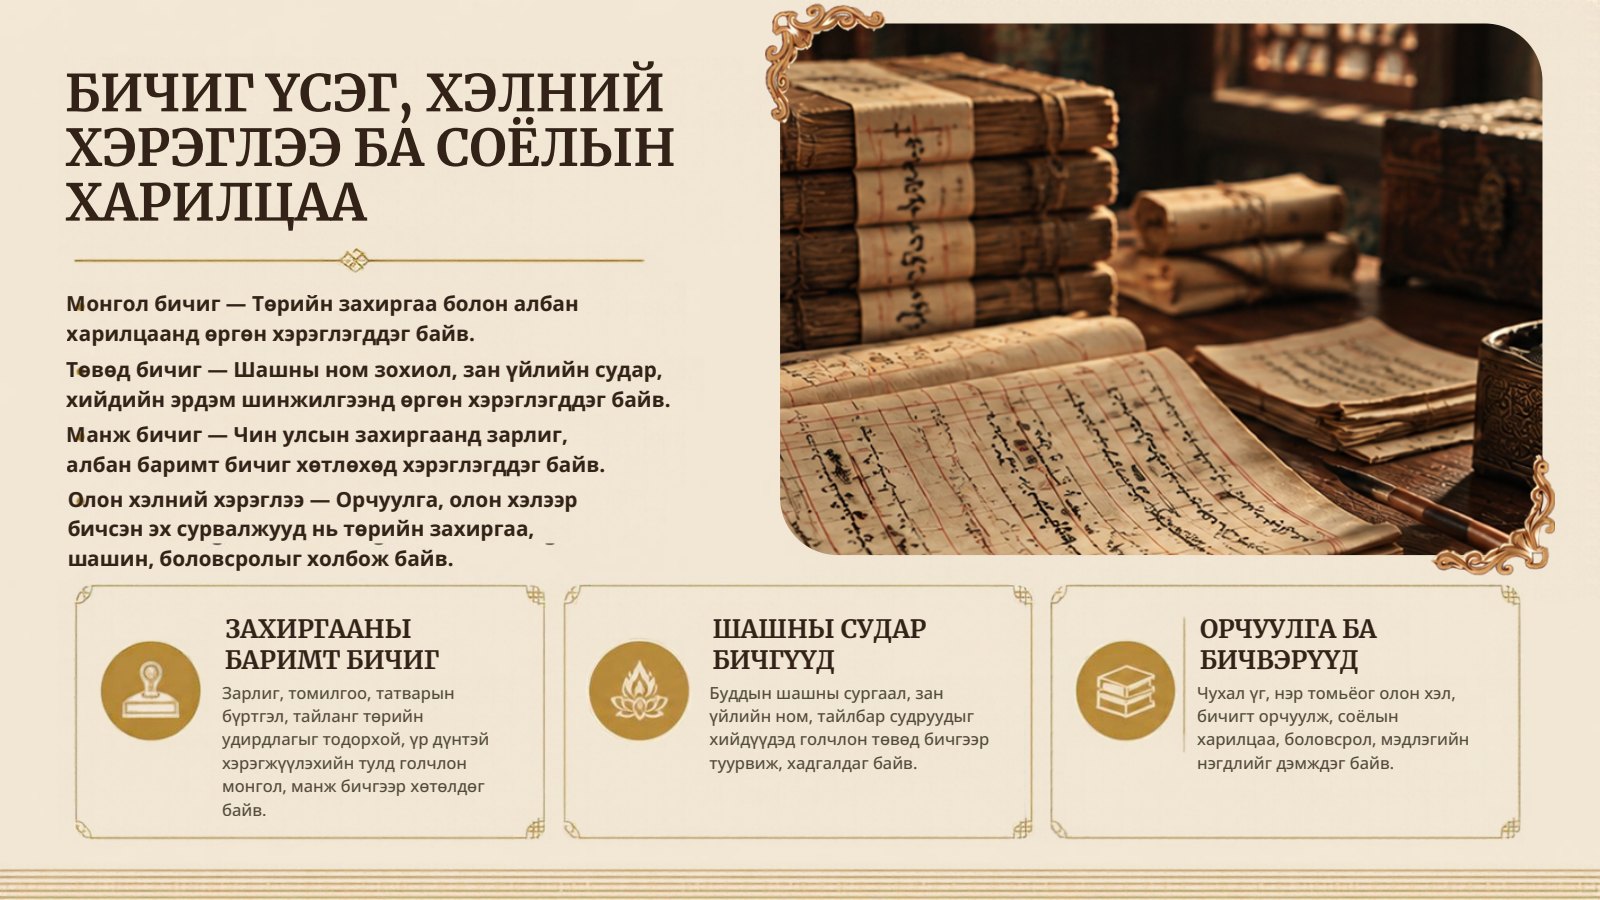 БИЧИГ ҮСЭГ, ХЭЛНИЙ
ХЭРЭГЛЭЭ БА СОЁЛЫН
ХАРИЛЦАА
Монгол бичиг — Төрийн захиргаа болон албан
харилцаанд өргөн хэрэглэгддэг байв.
Төвөд бичиг — Шашны ном зохиол, зан үйлийн судар,
хийдийн эрдэм шинжилгээнд өргөн хэрэглэгддэг байв.
Манж бичиг — Чин улсын захиргаанд зарлиг,
албан баримт бичиг хөтлөхөд хэрэглэгддэг байв.
Олон хэлний хэрэглээ — Орчуулга, олон хэлээр
бичсэн эх сурвалжууд нь төрийн захиргаа,
шашин, боловсролыг холбож байв.
ЗАХИРГААНЫ
БАРИМТ БИЧИГ
Зарлиг, томилгоо, татварын
бүртгэл, тайланг төрийн
удирдлагыг тодорхой, үр дүнтэй
хэрэгжүүлэхийн тулд голчлон
монгол, манж бичгээр хөтөлдөг
байв.
ШАШНЫ СУДАР
БИЧГҮҮД
Буддын шашны сургаал, зан
үйлийн ном, тайлбар судруудыг
хийдүүдэд голчлон төвөд бичгээр
туурвиж, хадгалдаг байв.
ОРЧУУЛГА БА
БИЧВЭРҮҮД
Чухал үг, нэр томьёог олон хэл,
бичигт орчуулж, соёлын
харилцаа, боловсрол, мэдлэгийн
нэгдлийг дэмждэг байв.